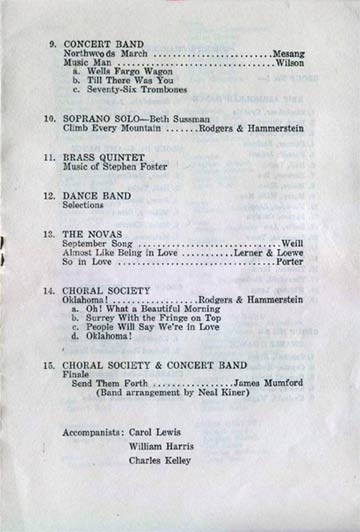 9. CONCERT BAND
Northwoods March ........................Mesang
Music Man ................................Wilson
a. Wells Fargo Wagon
b. Till There Was You
c. Seventy-Six Trombones
10. SOPRANO SOLO—Beth Sussman
Climb Every Mountain .......Rodgers & Hammerstein
11. BRASS QUINTET
Music of Stephen Foster
12. DANCE BAND
Selections
13. THE NOVAS
September Song .............................Weill
Almost Like Being in Love ...........Lerner & Loewe
So in Love ................................Porter
14. CHORAL SOCIETY
Oklahoma! .................Rodgers & Hammerstein
a. Oh! What a Beautiful Morning
b. Surrey With the Fringe on Top
c. People Will Say We're in Love
d. Oklahoma!
15. CHORAL SOCIETY & CONCERT BAND
Finale
Send Them Forth ................James Mumford
(Band arrangement by Neal Kiner)
Accompanists: Carol Lewis
William Harris
Charles Kelley